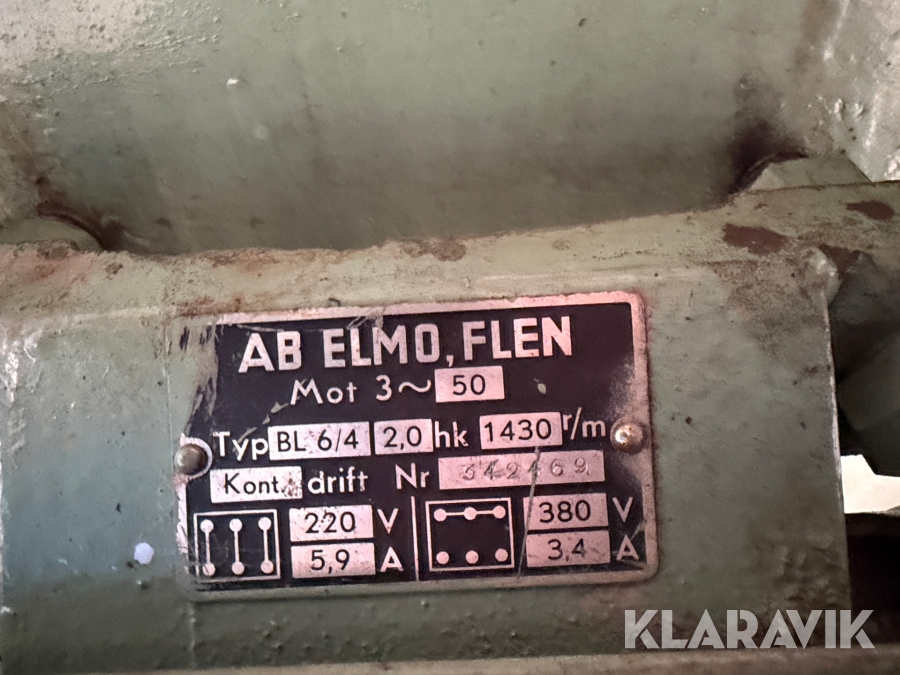 AB ELMO, FLEN
Mot 3~ 50
Typ BL 6/4 2,0 hk 1430 r/m
Kont. drift Nr 342469
220 V 380 V
5,9 A 3,4 A
KLARAVIK